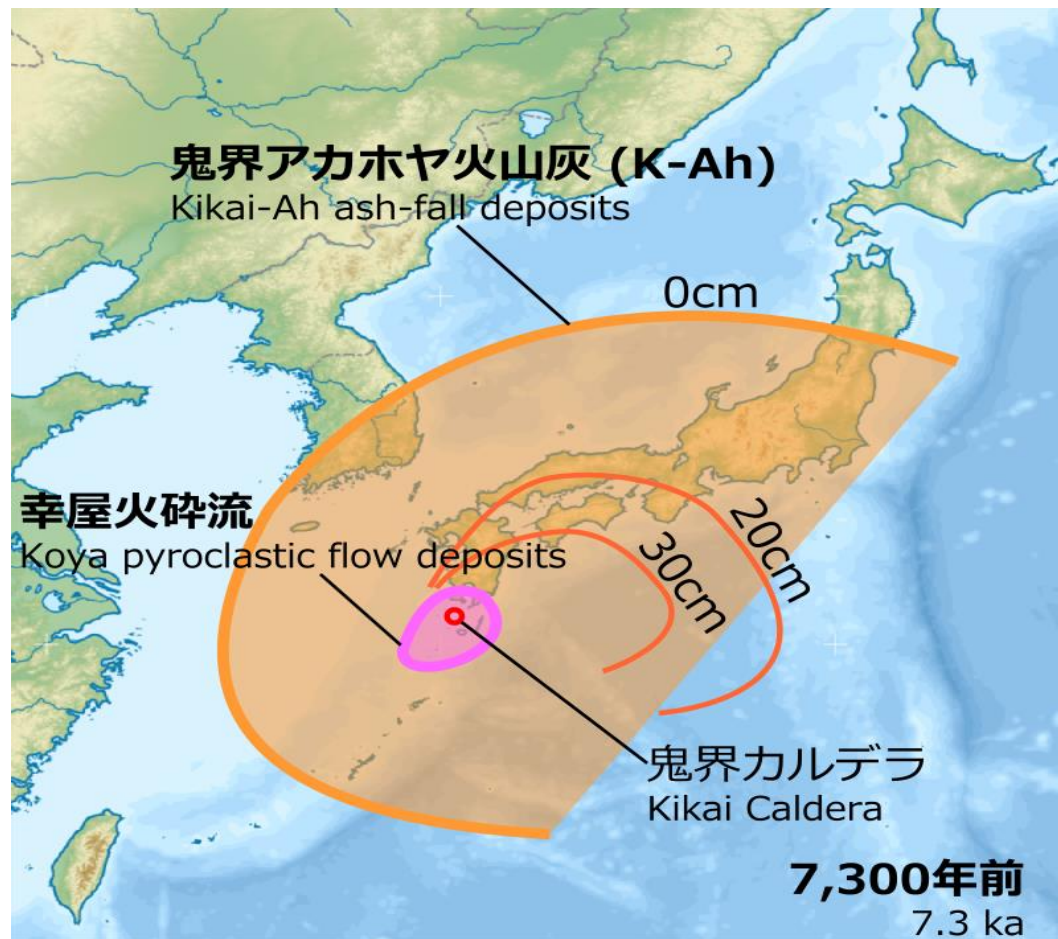 鬼界アカホヤ火山灰 (K-Ah)
Kikai-Ah ash-fall deposits
0cm
幸屋火砕流
Koya pyroclastic flow deposits
20cm
30cm
鬼界カルデラ
Kikai Caldera
7,300年前
7.3 ka